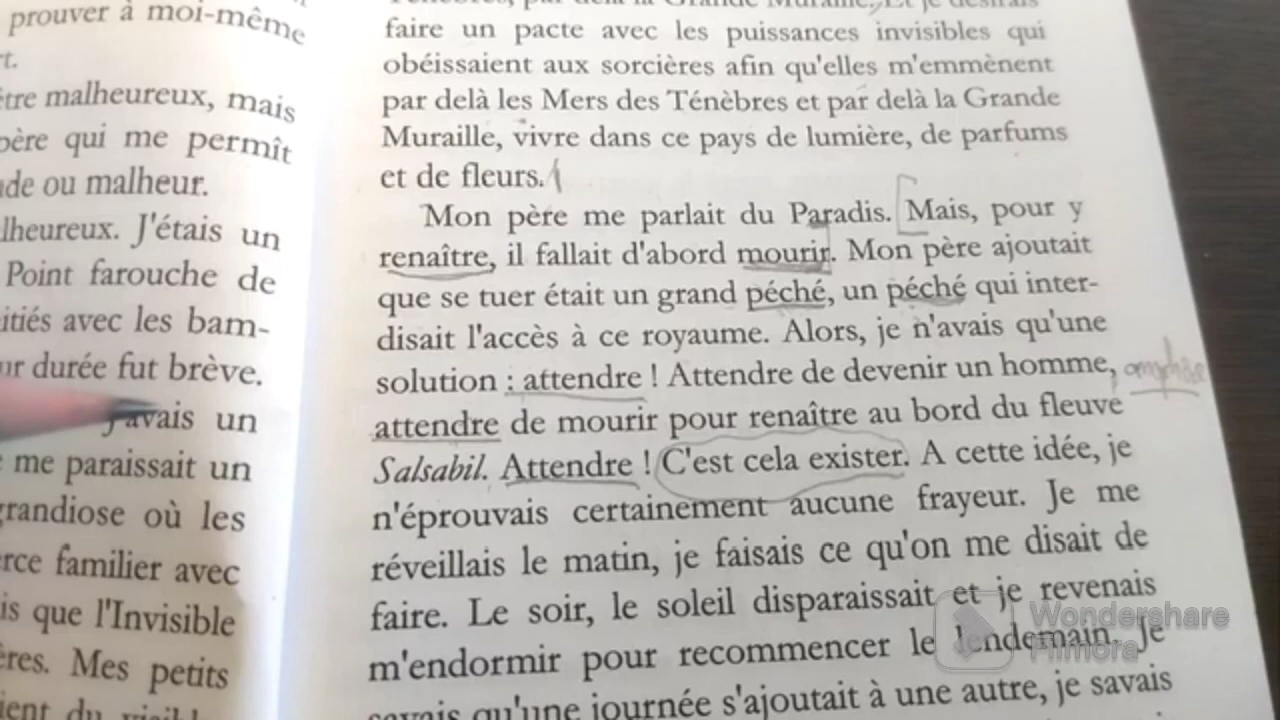 prouver à moi-même
malheureux, mais
père qui me permît
ou malheur.
J'étais un
Point farouche de
avec les bam-
durée fut brève.
un
me paraissait un
grandiose où les
familier avec
que l'Invisible
Mes petits
faire un pacte avec les puissances invisibles qui
obéissaient aux sorcières afin qu'elles m'emmènent
par delà les Mers des Ténèbres et par delà la Grande
Muraille, vivre dans ce pays de lumière, de parfums
et de fleurs.
Mon père me parlait du Paradis. Mais, pour y
renaître, il fallait d'abord mourir. Mon père ajoutait
que se tuer était un grand péché, un péché qui inter-
disait l'accès à ce royaume. Alors, je n'avais qu'une
solution : attendre ! Attendre de devenir un homme,
attendre de mourir pour renaître au bord du fleuve
Salsabil. Attendre ! C'est cela exister. A cette idée, je
n'éprouvais certainement aucune frayeur. Je me
réveillais le matin, je faisais ce qu'on me disait de
faire. Le soir, le soleil disparaissait et je revenais
m'endormir pour recommencer le lendemain. Je
savais qu'une journée s'ajoutait à une autre, je savais
Wondershare
Filmora